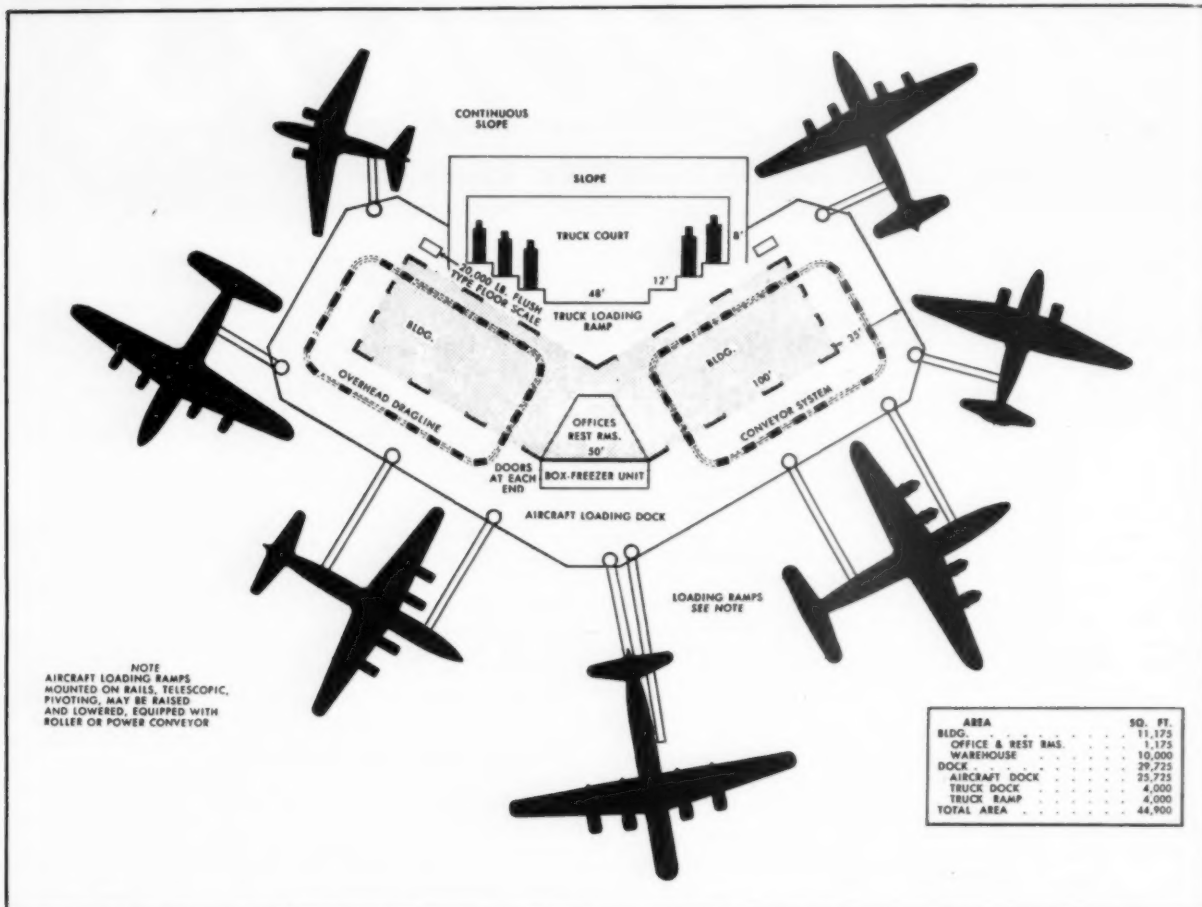 CONTINUOUS
SLOPE
SLOPE
TRUCK COURT
8'
20,000 LB. FLUSH
TYPE FLOOR SCALE
12'
48'
TRUCK LOADING
RAMP
BLDG.
BLDG.
35'
100'
OVERHEAD DRAGLINE
CONVEYOR SYSTEM
OFFICES
REST RMS.
50'
DOORS
AT EACH
END
BOX-FREEZER UNIT
AIRCRAFT LOADING DOCK
LOADING RAMPS
SEE NOTE
NOTE
AIRCRAFT LOADING RAMPS
MOUNTED ON RAILS, TELESCOPIC,
PIVOTING, MAY BE RAISED
AND LOWERED, EQUIPPED WITH
ROLLER OR POWER CONVEYOR
AREA SQ. FT.
BLDG. . . . . . . . . . 11,175
OFFICE & REST RMS. . . . . 1,175
WAREHOUSE . . . . . . 10,000
DOCK . . . . . . . . . 29,725
AIRCRAFT DOCK . . . . . 25,725
TRUCK DOCK . . . . . . 4,000
TRUCK RAMP . . . . . . 4,000
TOTAL AREA . . . . . . 44,900